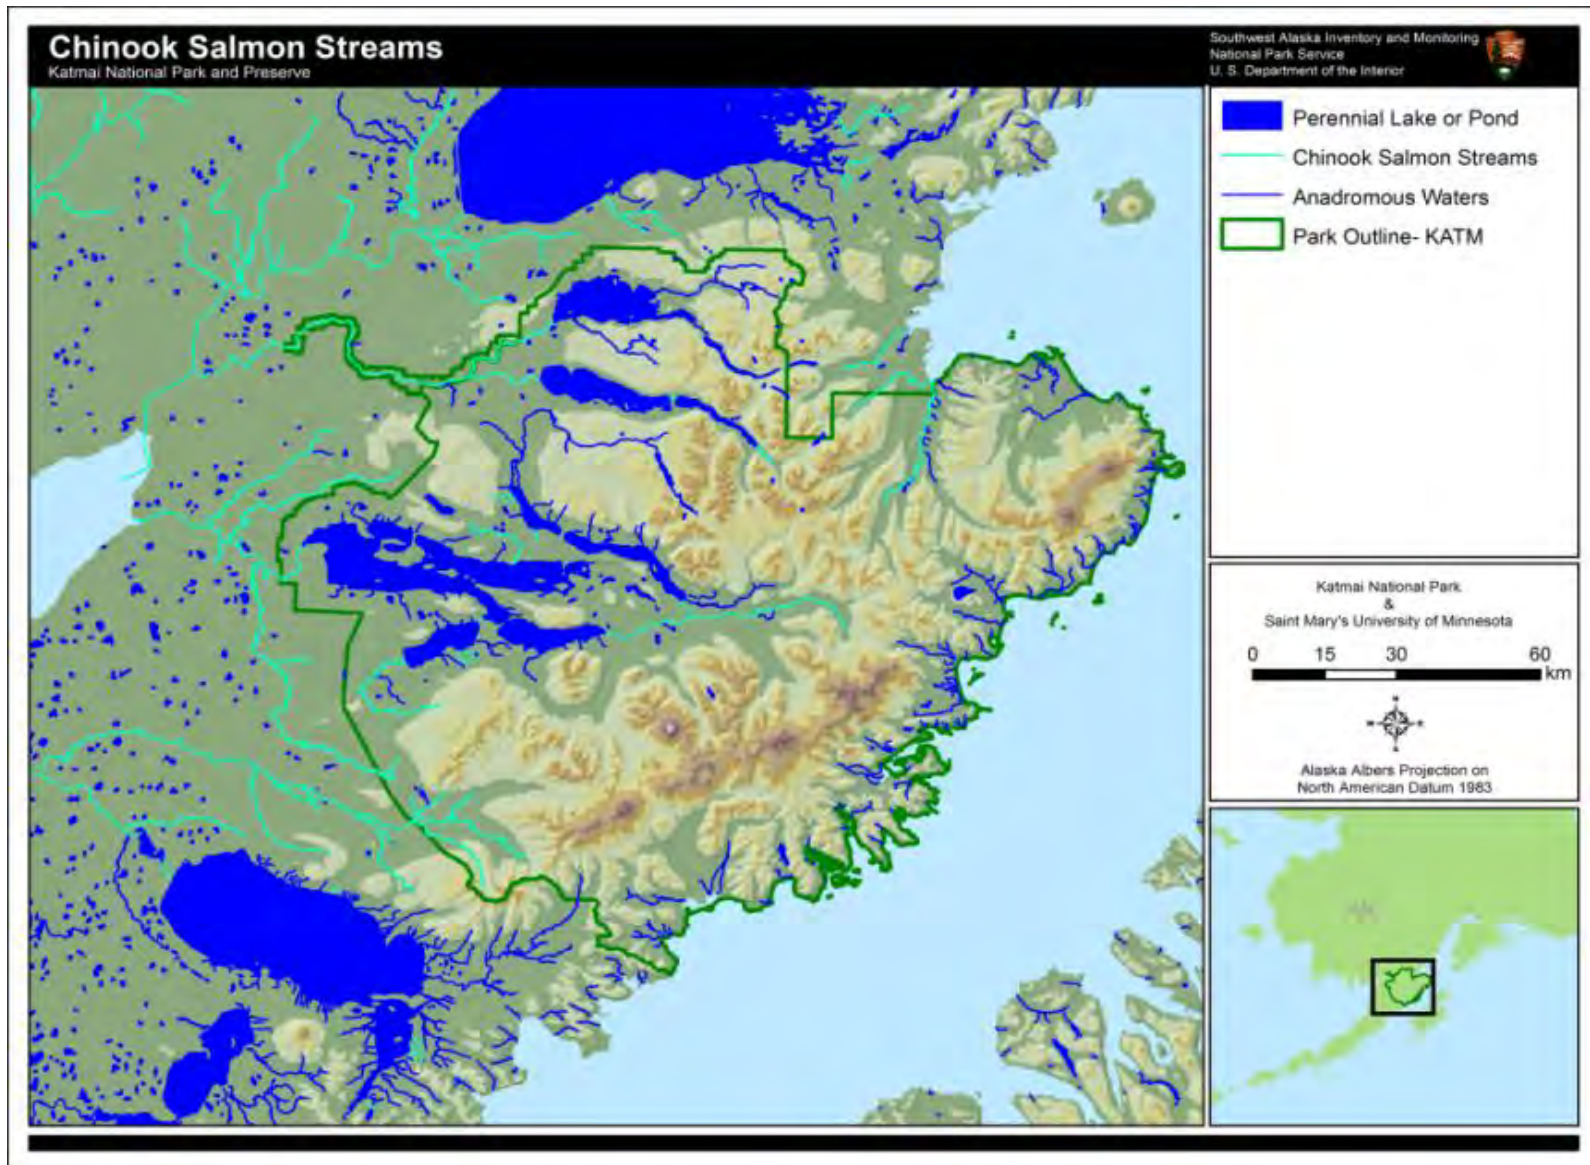 Chinook Salmon Streams
Katmai National Park and Preserve
Southwest Alaska Inventory and Monitoring
National Park Service
U. S. Department of the Interior
Perennial Lake or Pond
Chinook Salmon Streams
Anadromous Waters
Park Outline- KATM
Katmai National Park
&
Saint Mary's University of Minnesota
0 15 30 60
km
Alaska Albers Projection on
North American Datum 1983